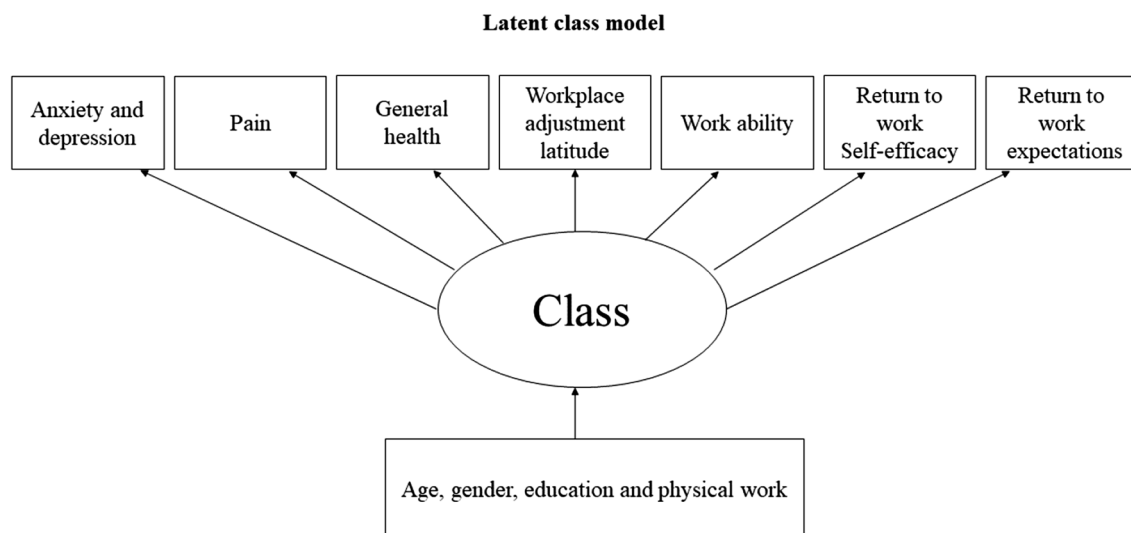 Latent class model
Anxiety and
depression
Pain
General
health
Workplace
adjustment
latitude
Work ability
Return to
work
Self-efficacy
Return to
work
expectations
Class
Age, gender, education and physical work